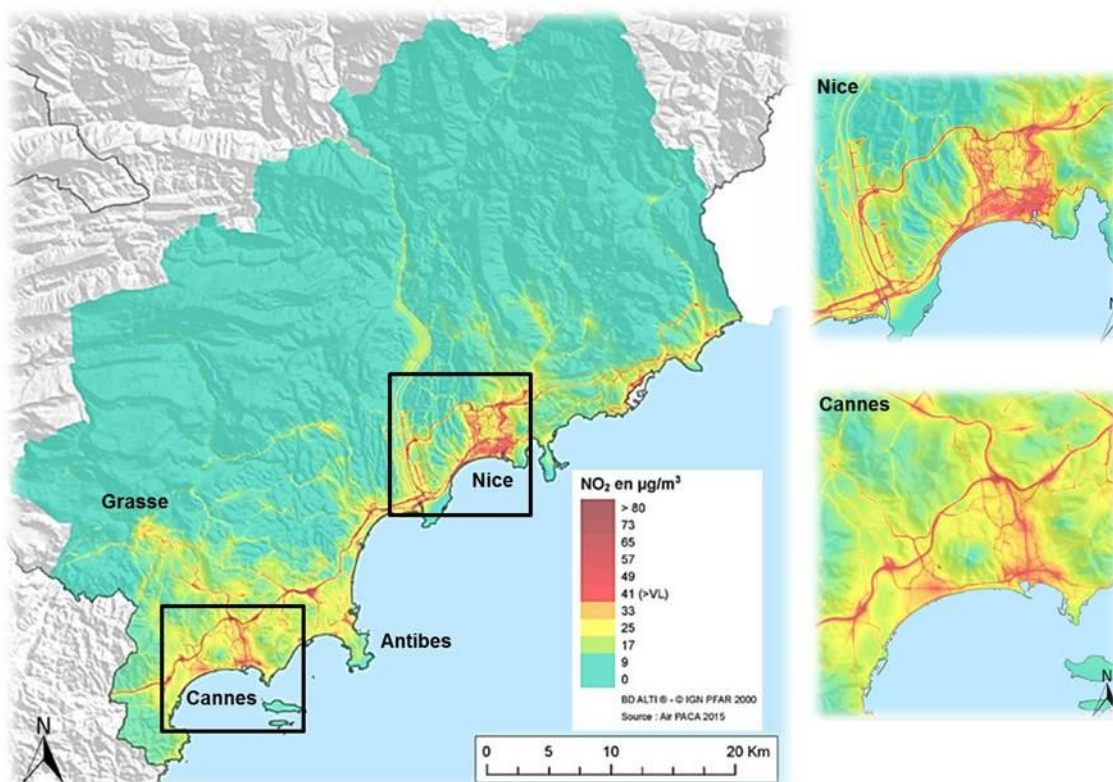 Grasse
Nice
Antibes
Cannes
N
NO₂ en µg/m³
> 80
73
65
57
49
41 (>VL)
33
25
17
9
0
BD ALTI ® - © IGN PFAR 2000
Source : Air PACA 2015
0 5 10 20 Km
Nice
N
Cannes
N